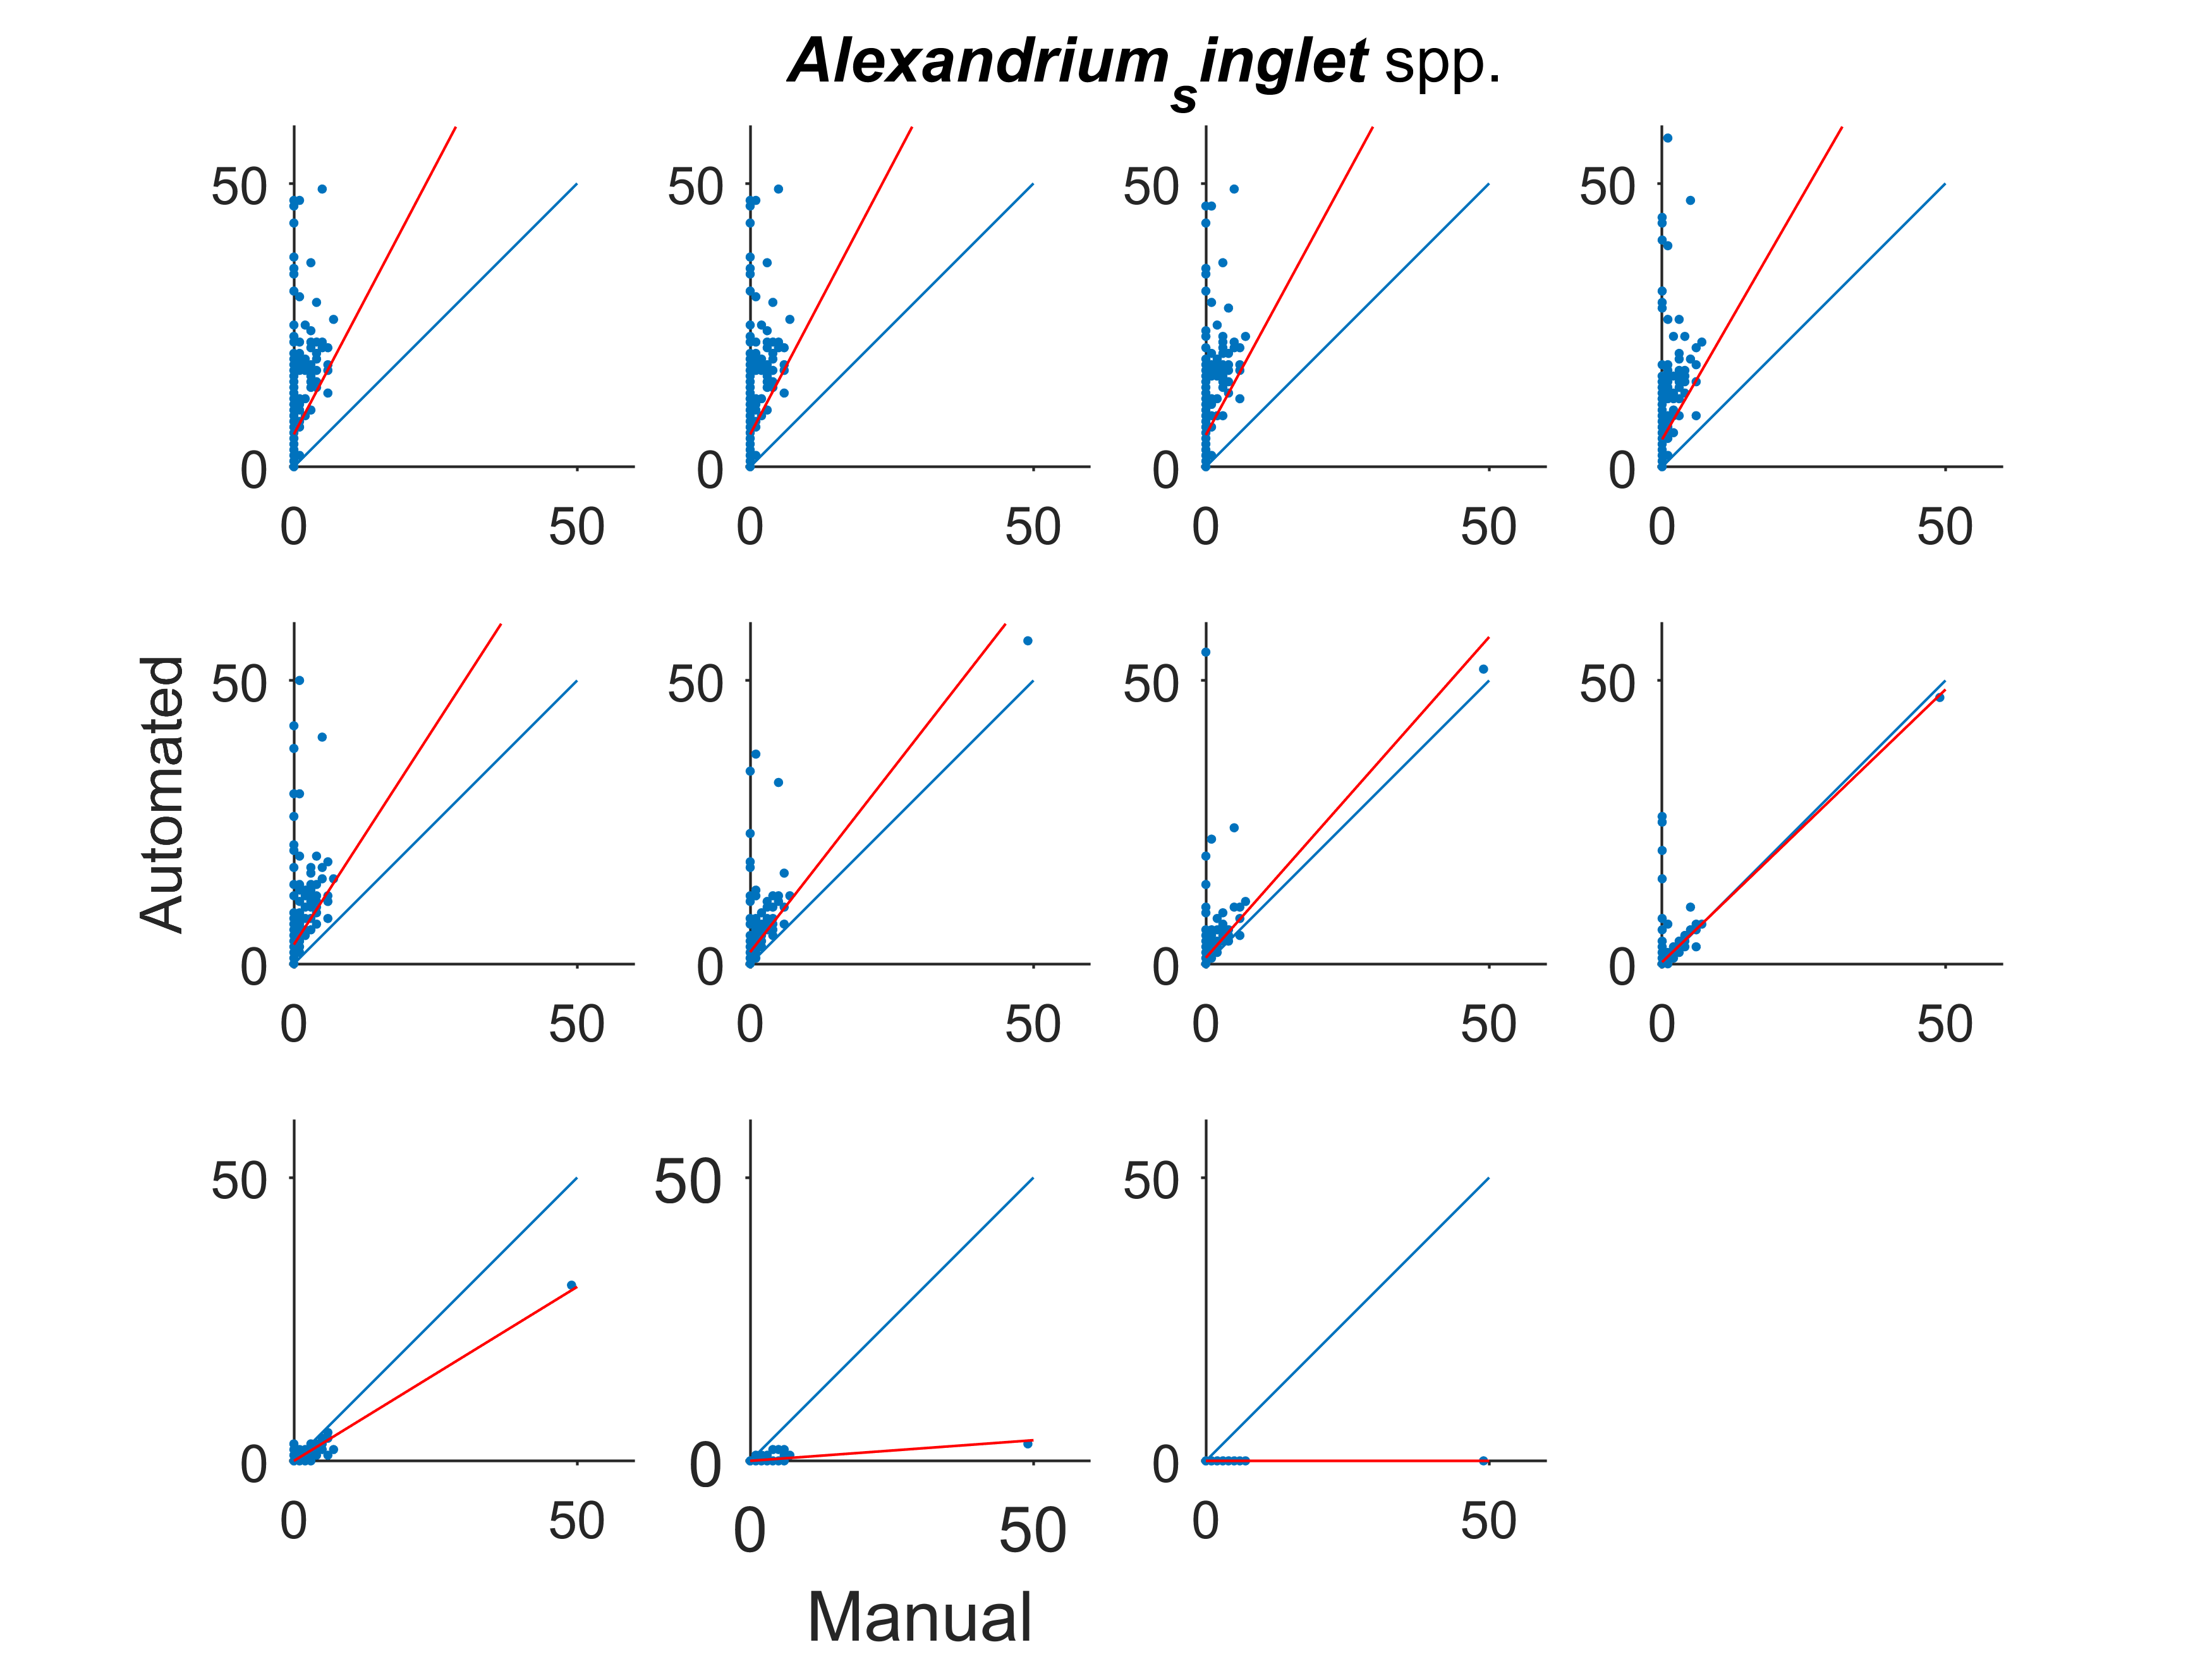 Alexandrium_singlet spp.
50 50 50 50
0 0 0 0
0 50 0 50 0 50 0 50
Automated
50 50 50 50
0 0 0 0
0 50 0 50 0 50 0 50
50 50 50
0 0 0
0 50 0 50 0 50
Manual